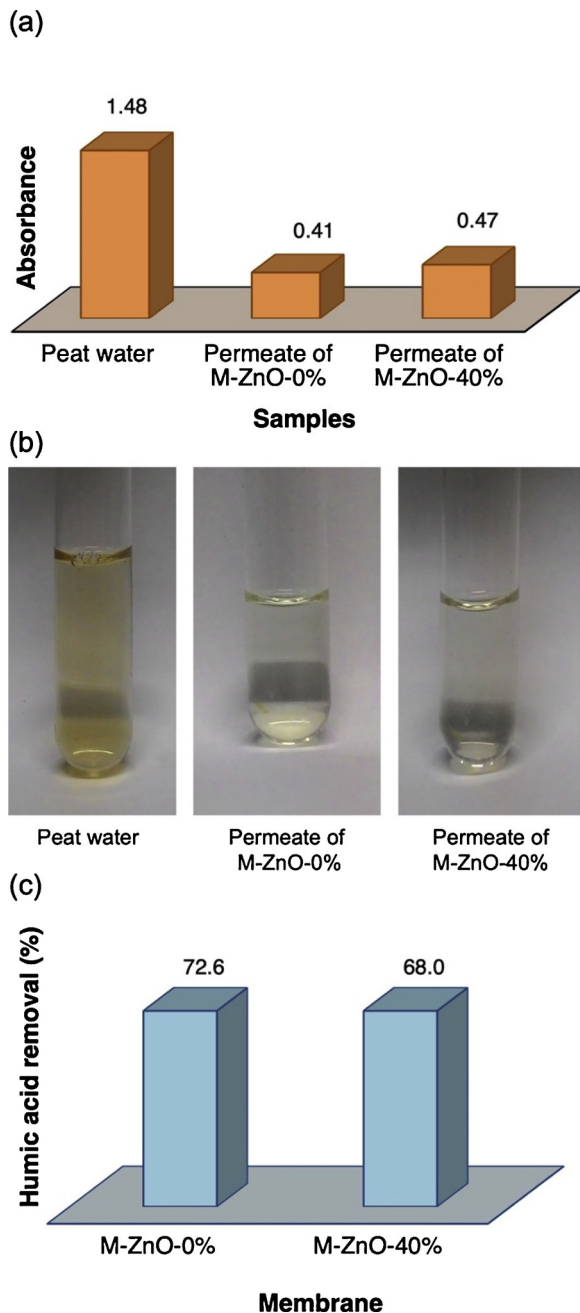 (a)
1.48
0.41
0.47
Absorbance
Peat water
Permeate of
M-ZnO-0%
Permeate of
M-ZnO-40%
Samples
(b)
Peat water
Permeate of
M-ZnO-0%
Permeate of
M-ZnO-40%
(c)
72.6
68.0
Humic acid removal (%)
M-ZnO-0%
M-ZnO-40%
Membrane